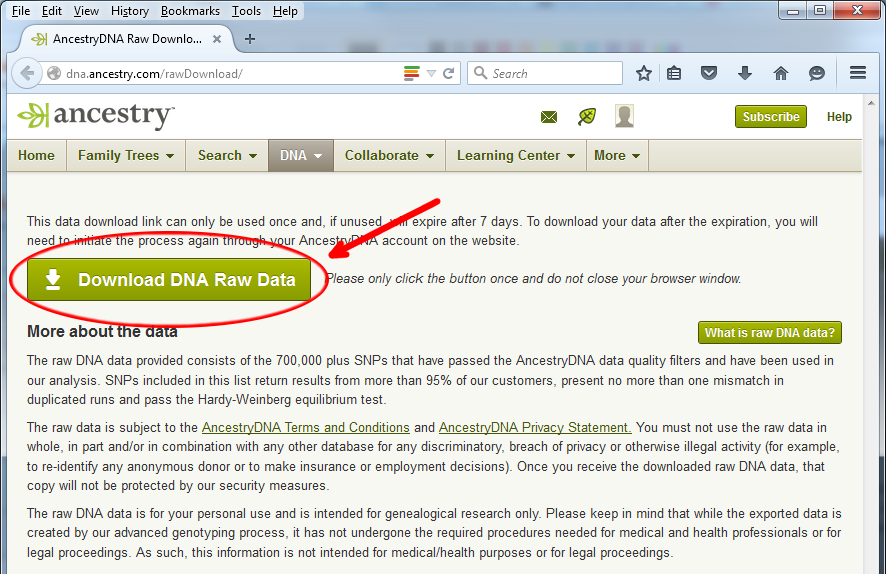 File Edit View History Bookmarks Tools Help
AncestryDNA Raw Downlo...
dna.ancestry.com/rawDownload/ Search
ancestry™ Subscribe Help
Home Family Trees Search DNA Collaborate Learning Center More
This data download link can only be used once and, if unused, will expire after 7 days. To download your data after the expiration, you will
need to initiate the process again through your AncestryDNA account on the website.
Download DNA Raw Data Please only click the button once and do not close your browser window.
More about the data What is raw DNA data?
The raw DNA data provided consists of the 700,000 plus SNPs that have passed the AncestryDNA data quality filters and have been used in
our analysis. SNPs included in this list return results from more than 95% of our customers, present no more than one mismatch in
duplicated runs and pass the Hardy-Weinberg equilibrium test.
The raw data is subject to the AncestryDNA Terms and Conditions and AncestryDNA Privacy Statement. You must not use the raw data in
whole, in part and/or in combination with any other database for any discriminatory, breach of privacy or otherwise illegal activity (for example,
to re-identify any anonymous donor or to make insurance or employment decisions). Once you receive the downloaded raw DNA data, that
copy will not be protected by our security measures.
The raw DNA data is for your personal use and is intended for genealogical research only. Please keep in mind that while the exported data is
created by our advanced genotyping process, it has not undergone the required procedures needed for medical and health professionals or for
legal proceedings. As such, this information is not intended for medical/health purposes or for legal proceedings.